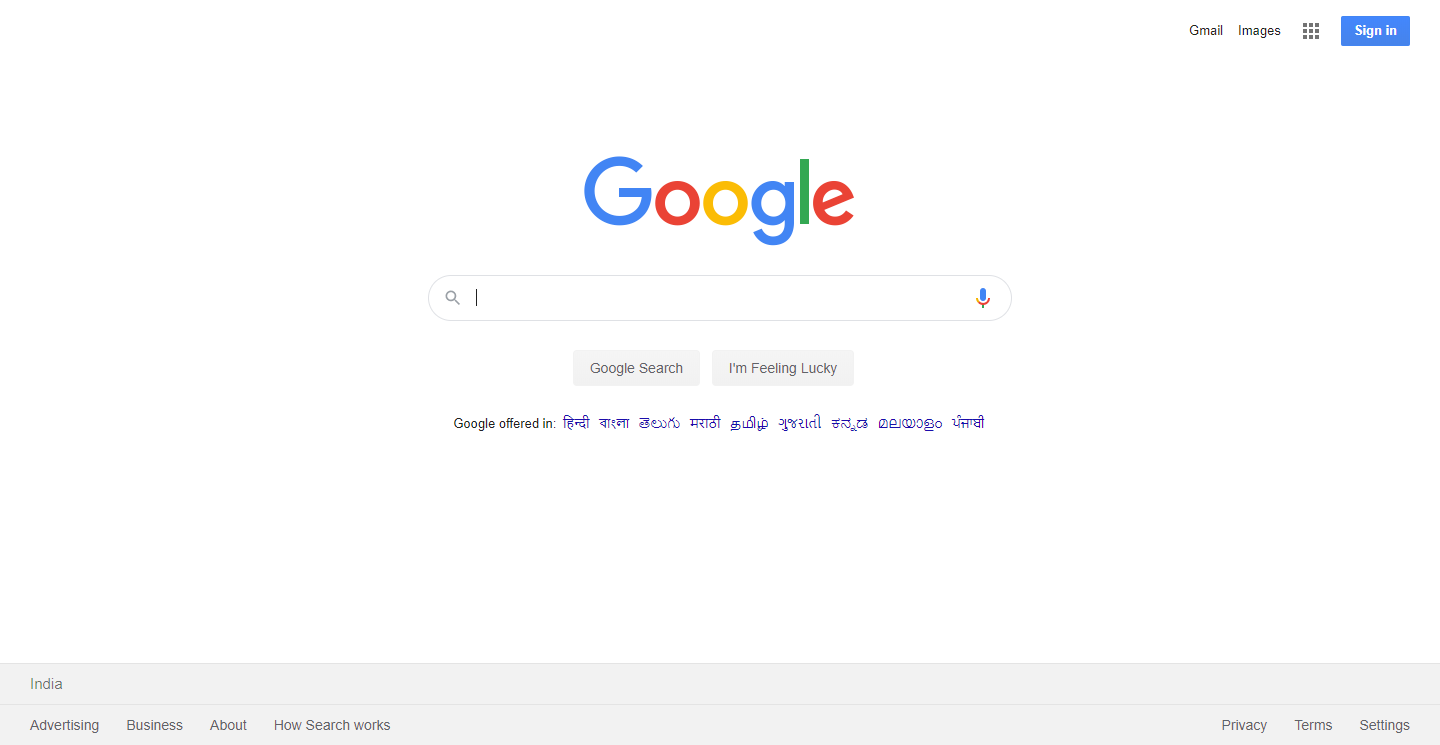 Gmail Images Sign in
Google
Google Search I'm Feeling Lucky
Google offered in: हिन्दी বাংলা తెలుగు मराठी தமிழ் ગુજરાતી ಕನ್ನಡ മലയാളം ਪੰਜਾਬੀ
India
Advertising Business About How Search works Privacy Terms Settings